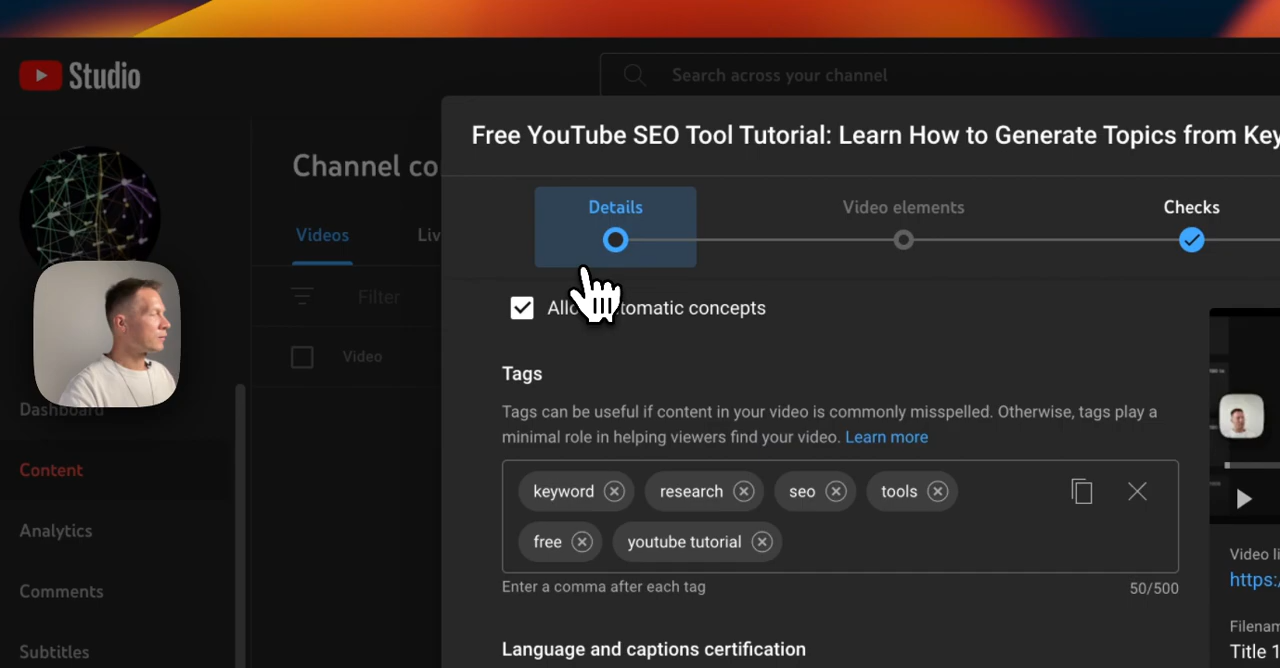 Studio
Search across your channel
Free YouTube SEO Tool Tutorial: Learn How to Generate Topics from Key
Channel co
Details
Video elements
Checks
Videos
Liv
Filter
Allo tomatic concepts
Video
Tags
Tags can be useful if content in your video is commonly misspelled. Otherwise, tags play a
minimal role in helping viewers find your video. Learn more
Dashboard
Content
keyword
research
seo
tools
Analytics
free
youtube tutorial
Video li
https:/
Enter a comma after each tag
50/500
Comments
Filenam
Title 1
Language and captions certification
Subtitles